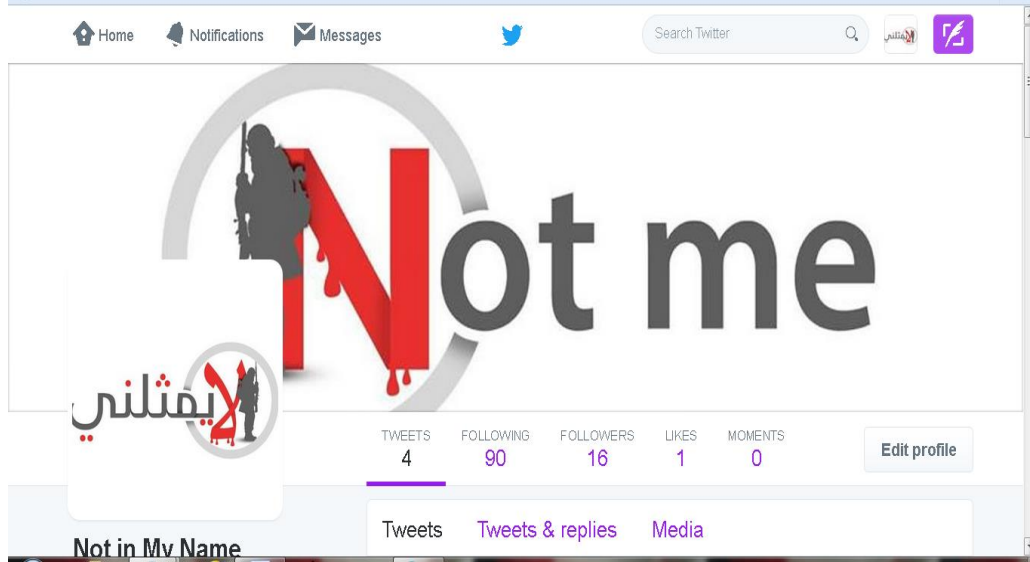 Home Notifications Messages Search Twitter لايمثلني
Not me
لايمثلني
TWEETS FOLLOWING FOLLOWERS LIKES MOMENTS
4 90 16 1 0
Edit profile
Tweets Tweets & replies Media
Not in My Name